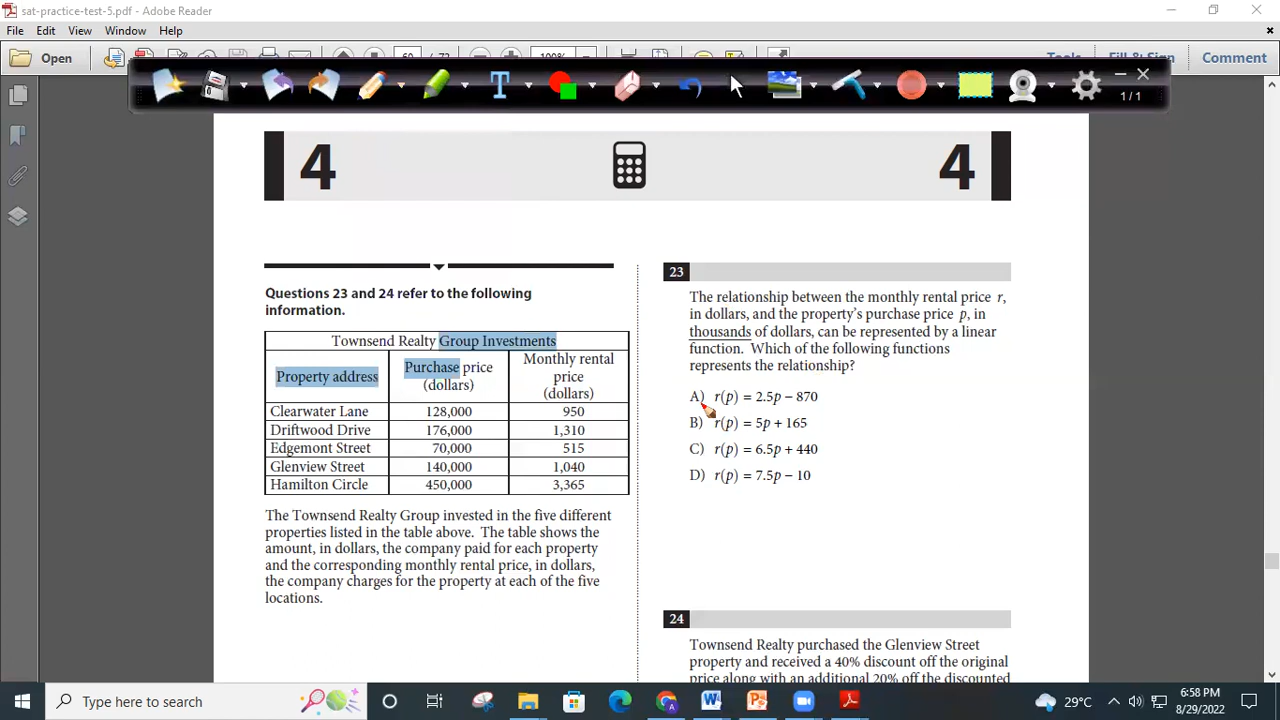 sat-practice-test-5.pdf - Adobe Reader
File Edit View Window Help
Open
1/1
Comment
4
4
Questions 23 and 24 refer to the following
information.
Townsend Realty Group Investments
Property address
Purchase price
(dollars)
Monthly rental
price
(dollars)
Clearwater Lane 128,000 950
Driftwood Drive 176,000 1,310
Edgemont Street 70,000 515
Glenview Street 140,000 1,040
Hamilton Circle 450,000 3,365
The Townsend Realty Group invested in the five different
properties listed in the table above. The table shows the
amount, in dollars, the company paid for each property
and the corresponding monthly rental price, in dollars,
the company charges for the property at each of the five
locations.
23
The relationship between the monthly rental price r,
in dollars, and the property's purchase price p, in
thousands of dollars, can be represented by a linear
function. Which of the following functions
represents the relationship?
A) r(p) = 2.5p − 870
B) r(p) = 5p + 165
C) r(p) = 6.5p + 440
D) r(p) = 7.5p − 10
24
Townsend Realty purchased the Glenview Street
property and received a 40% discount off the original
price along with an additional 20% off the discounted
Type here to search
29°C
6:58 PM
8/29/2022